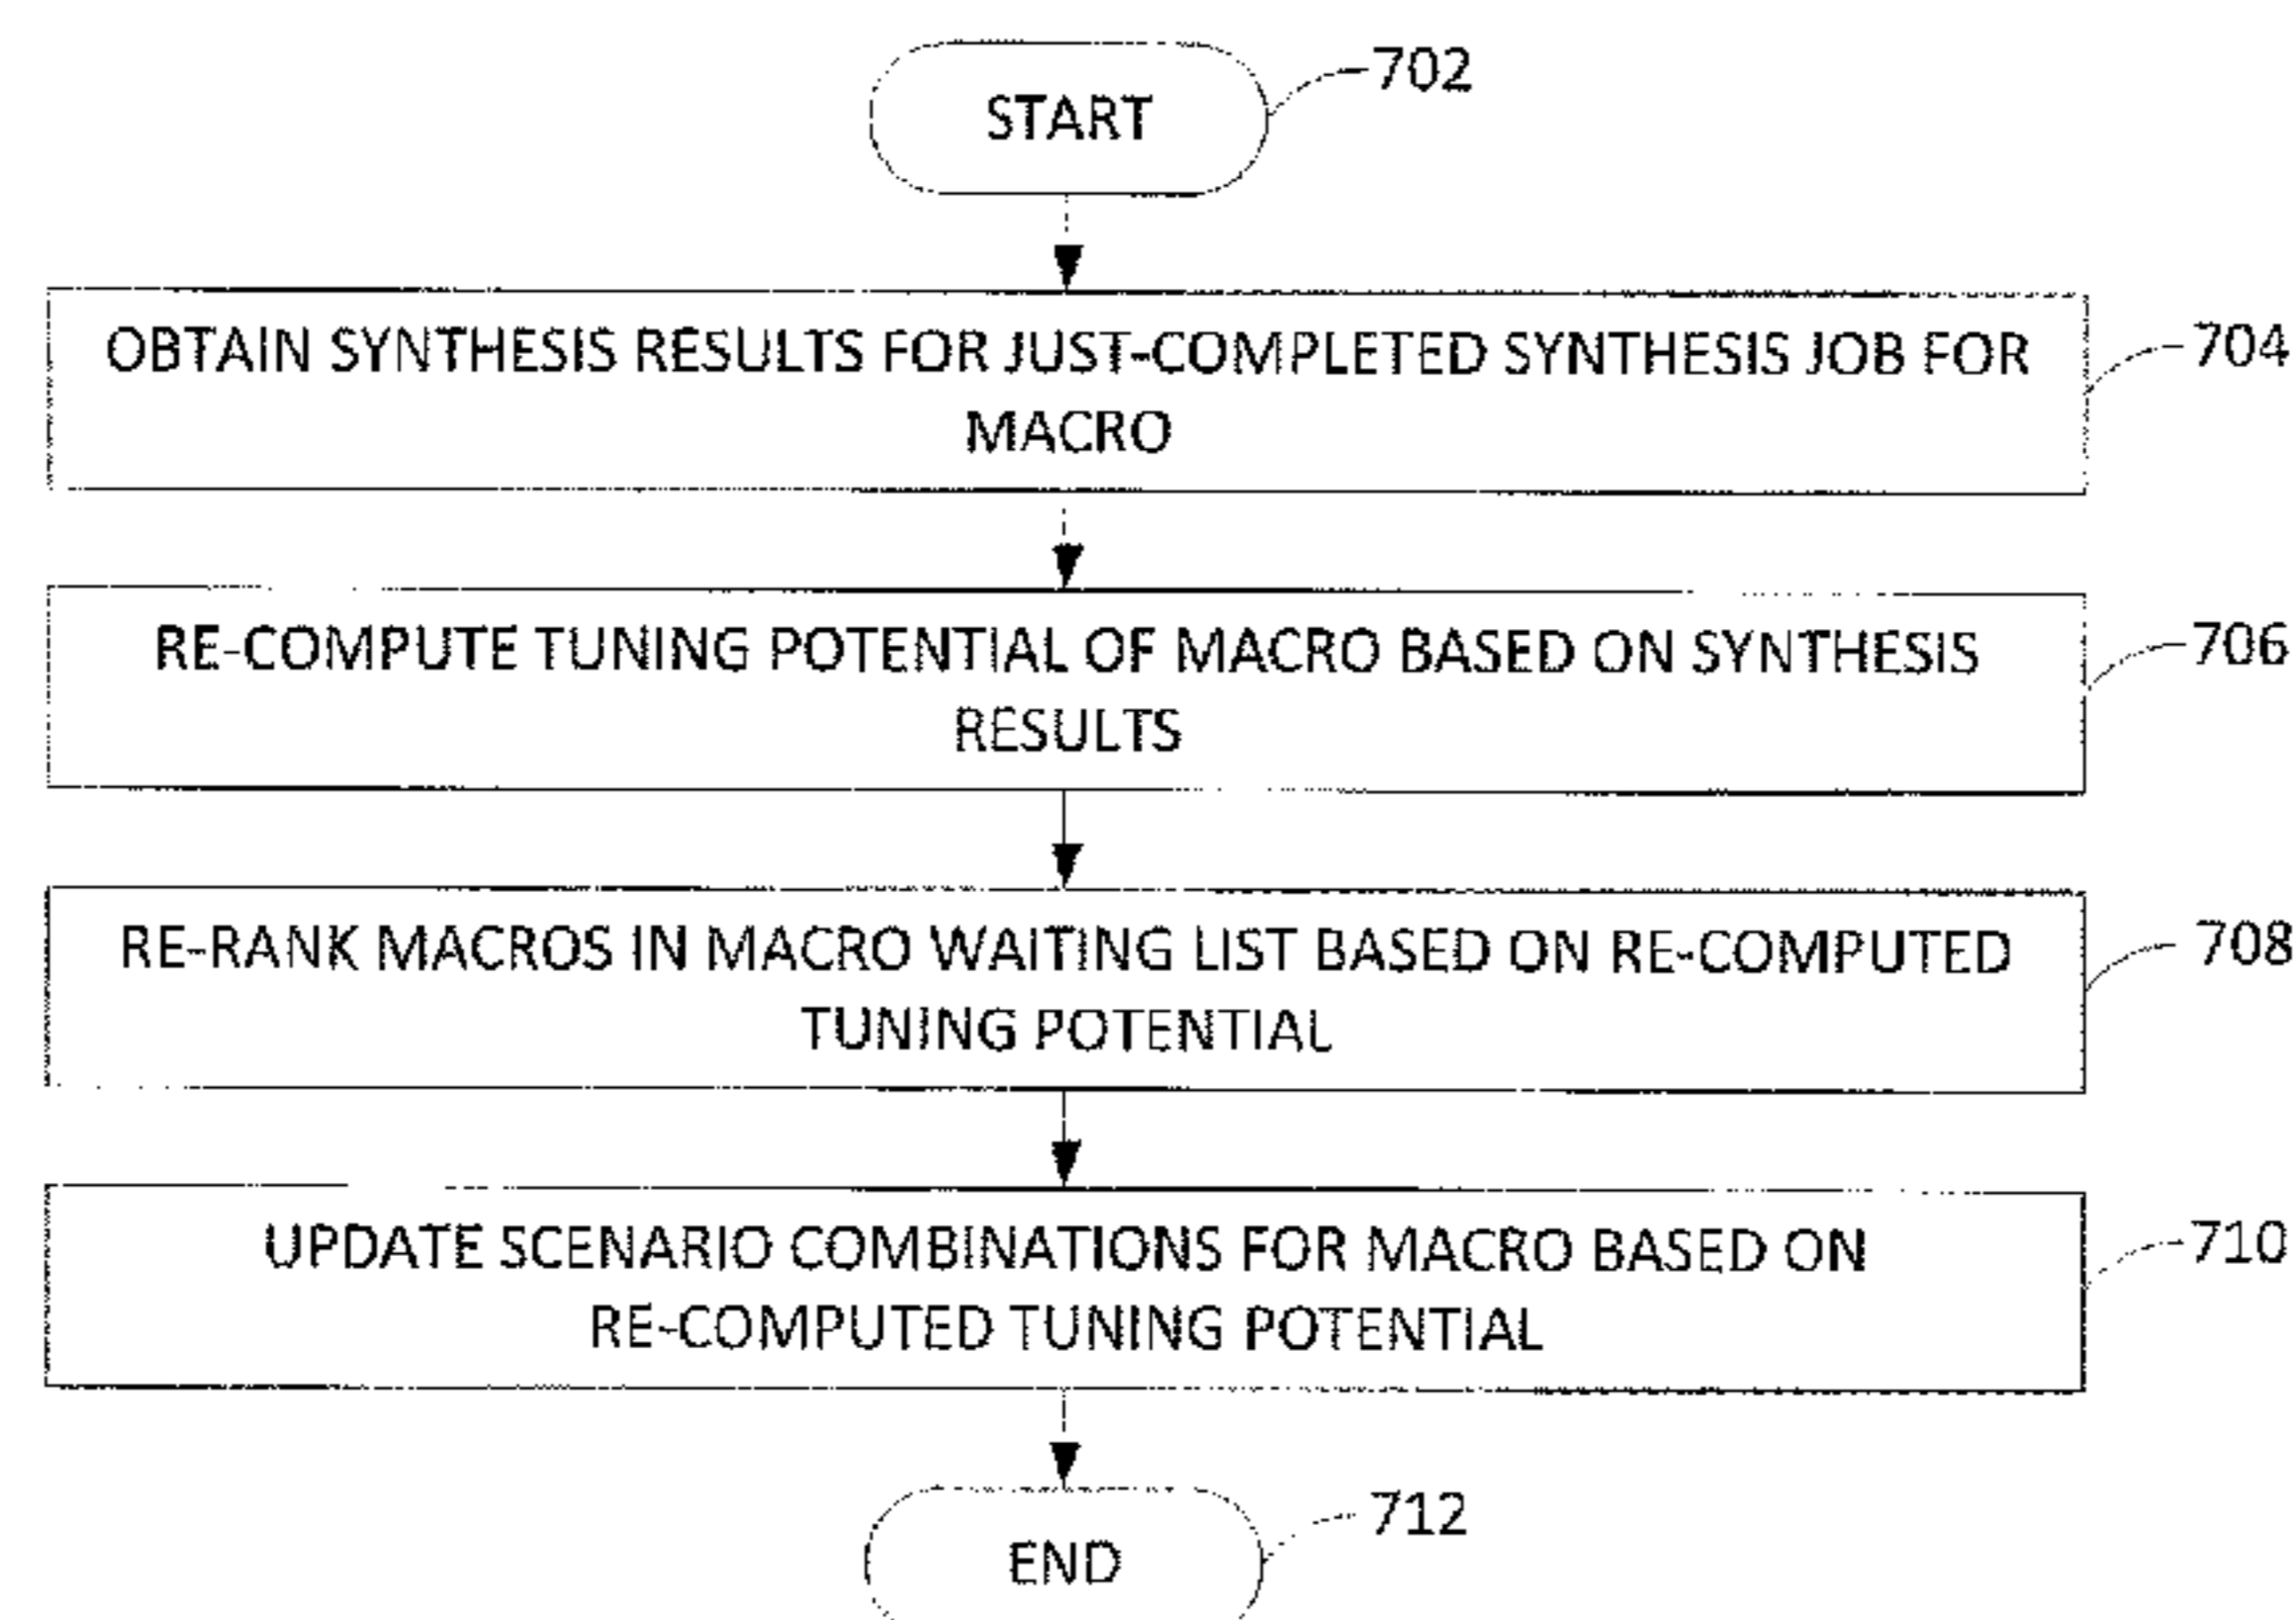 START
702
OBTAIN SYNTHESIS RESULTS FOR JUST-COMPLETED SYNTHESIS JOB FOR
MACRO
704
RE-COMPUTE TUNING POTENTIAL OF MACRO BASED ON SYNTHESIS
RESULTS
706
RE-RANK MACROS IN MACRO WAITING LIST BASED ON RE-COMPUTED
TUNING POTENTIAL
708
UPDATE SCENARIO COMBINATIONS FOR MACRO BASED ON
RE-COMPUTED TUNING POTENTIAL
710
END
712